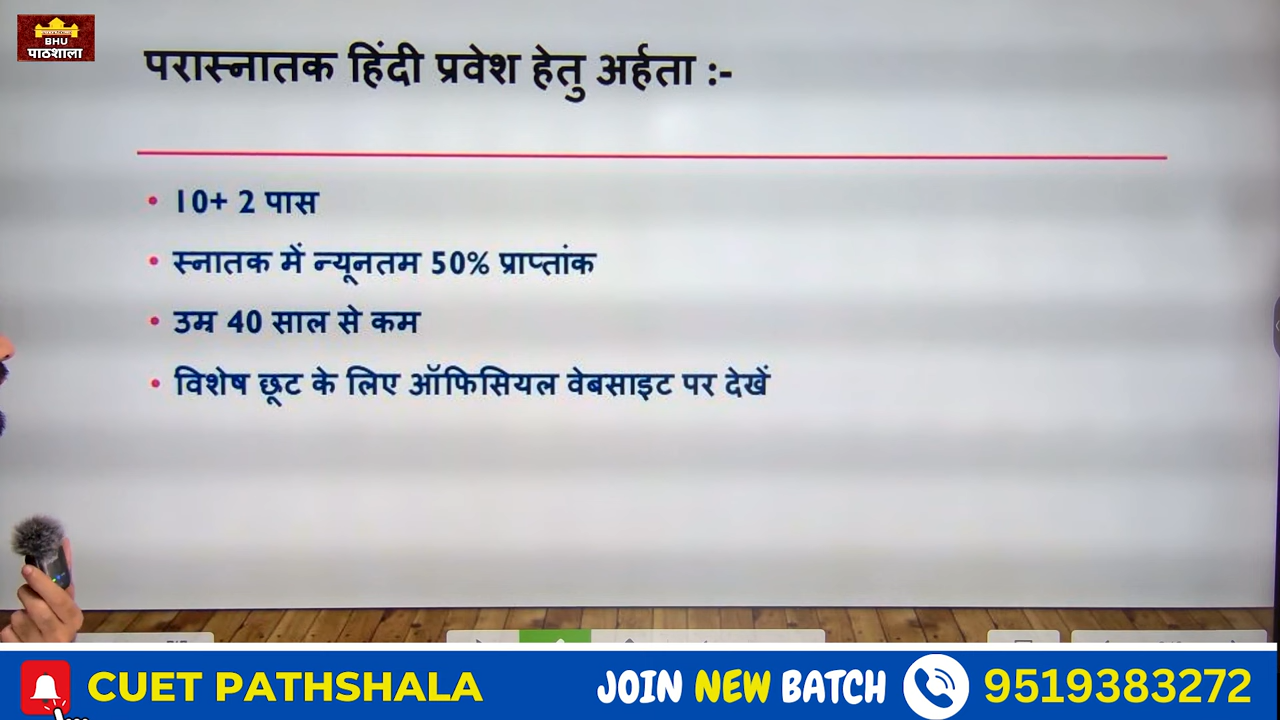 BHU
पाठशाला
परास्नातक हिंदी प्रवेश हेतु अर्हता :-
• 10+ 2 पास
• स्नातक में न्यूनतम 50% प्राप्तांक
• उम्र 40 साल से कम
• विशेष छूट के लिए ऑफिसियल वेबसाइट पर देखें
CUET PATHSHALA
JOIN NEW BATCH
9519383272